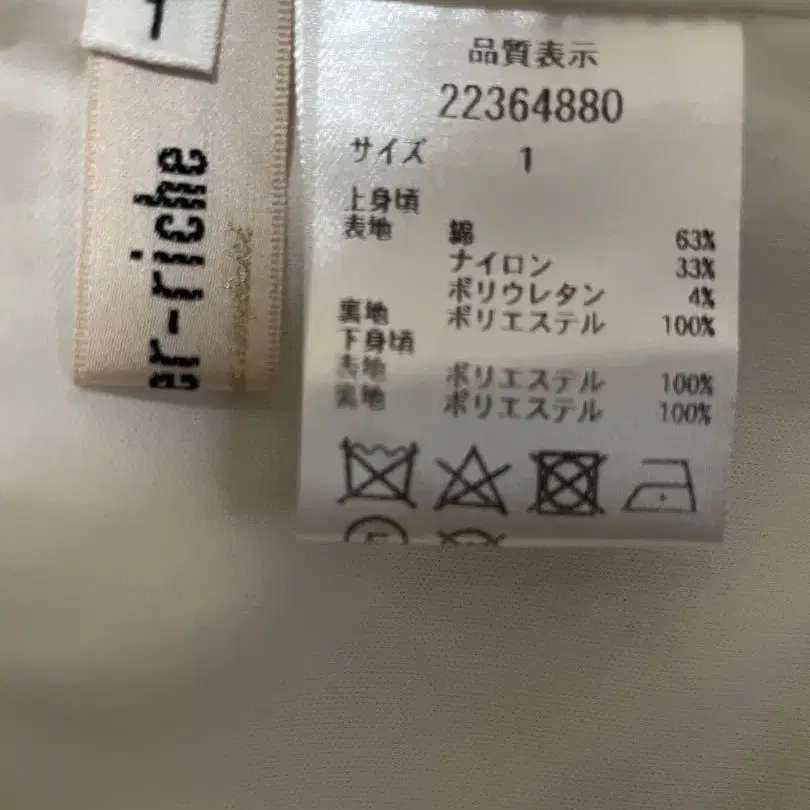 1
er-riche
品質表示
22364880
サイズ 1
上身頃
表地 綿 63%
ナイロン 33%
ポリウレタン 4%
裏地 ポリエステル 100%
下身頃
表地 ポリエステル 100%
裏地 ポリエステル 100%